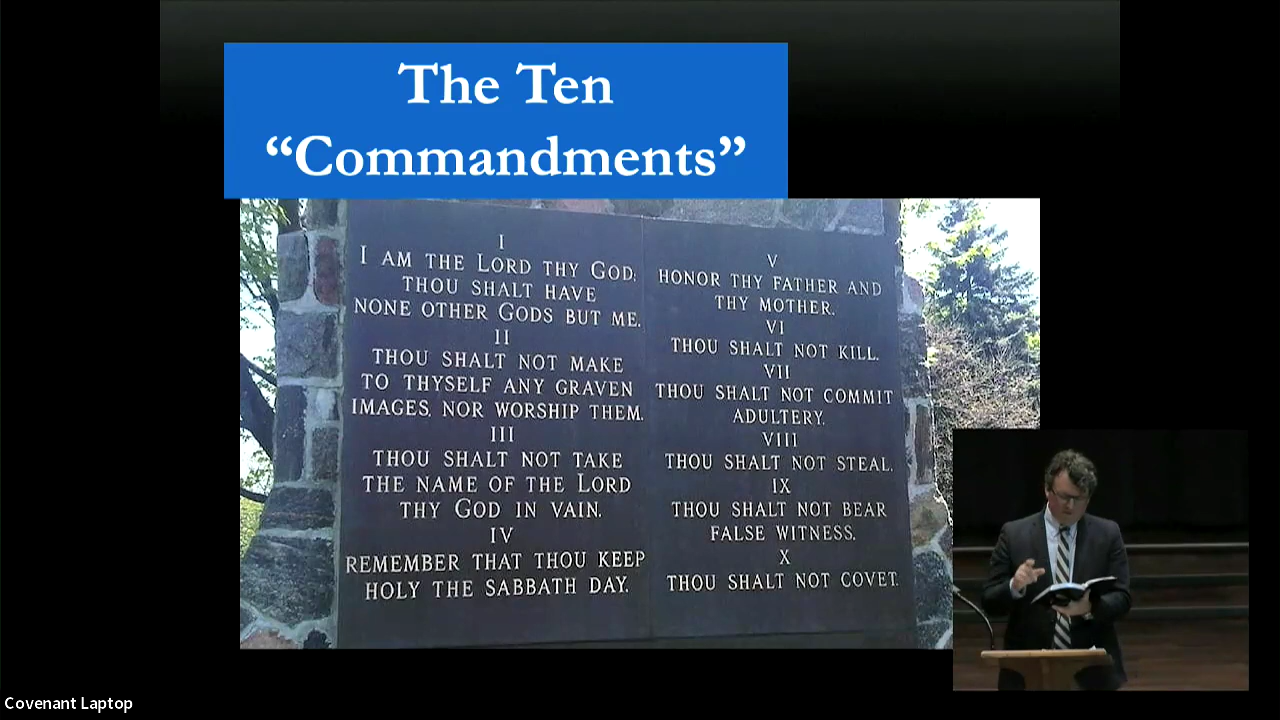 The Ten
“Commandments”
I
I AM THE LORD THY GOD:
THOU SHALT HAVE
NONE OTHER GODS BUT ME.
II
THOU SHALT NOT MAKE
TO THYSELF ANY GRAVEN
IMAGES, NOR WORSHIP THEM.
III
THOU SHALT NOT TAKE
THE NAME OF THE LORD
THY GOD IN VAIN.
IV
REMEMBER THAT THOU KEEP
HOLY THE SABBATH DAY.
V
HONOR THY FATHER AND
THY MOTHER.
VI
THOU SHALT NOT KILL.
VII
THOU SHALT NOT COMMIT
ADULTERY.
VIII
THOU SHALT NOT STEAL.
IX
THOU SHALT NOT BEAR
FALSE WITNESS.
X
THOU SHALT NOT COVET.
Covenant Laptop